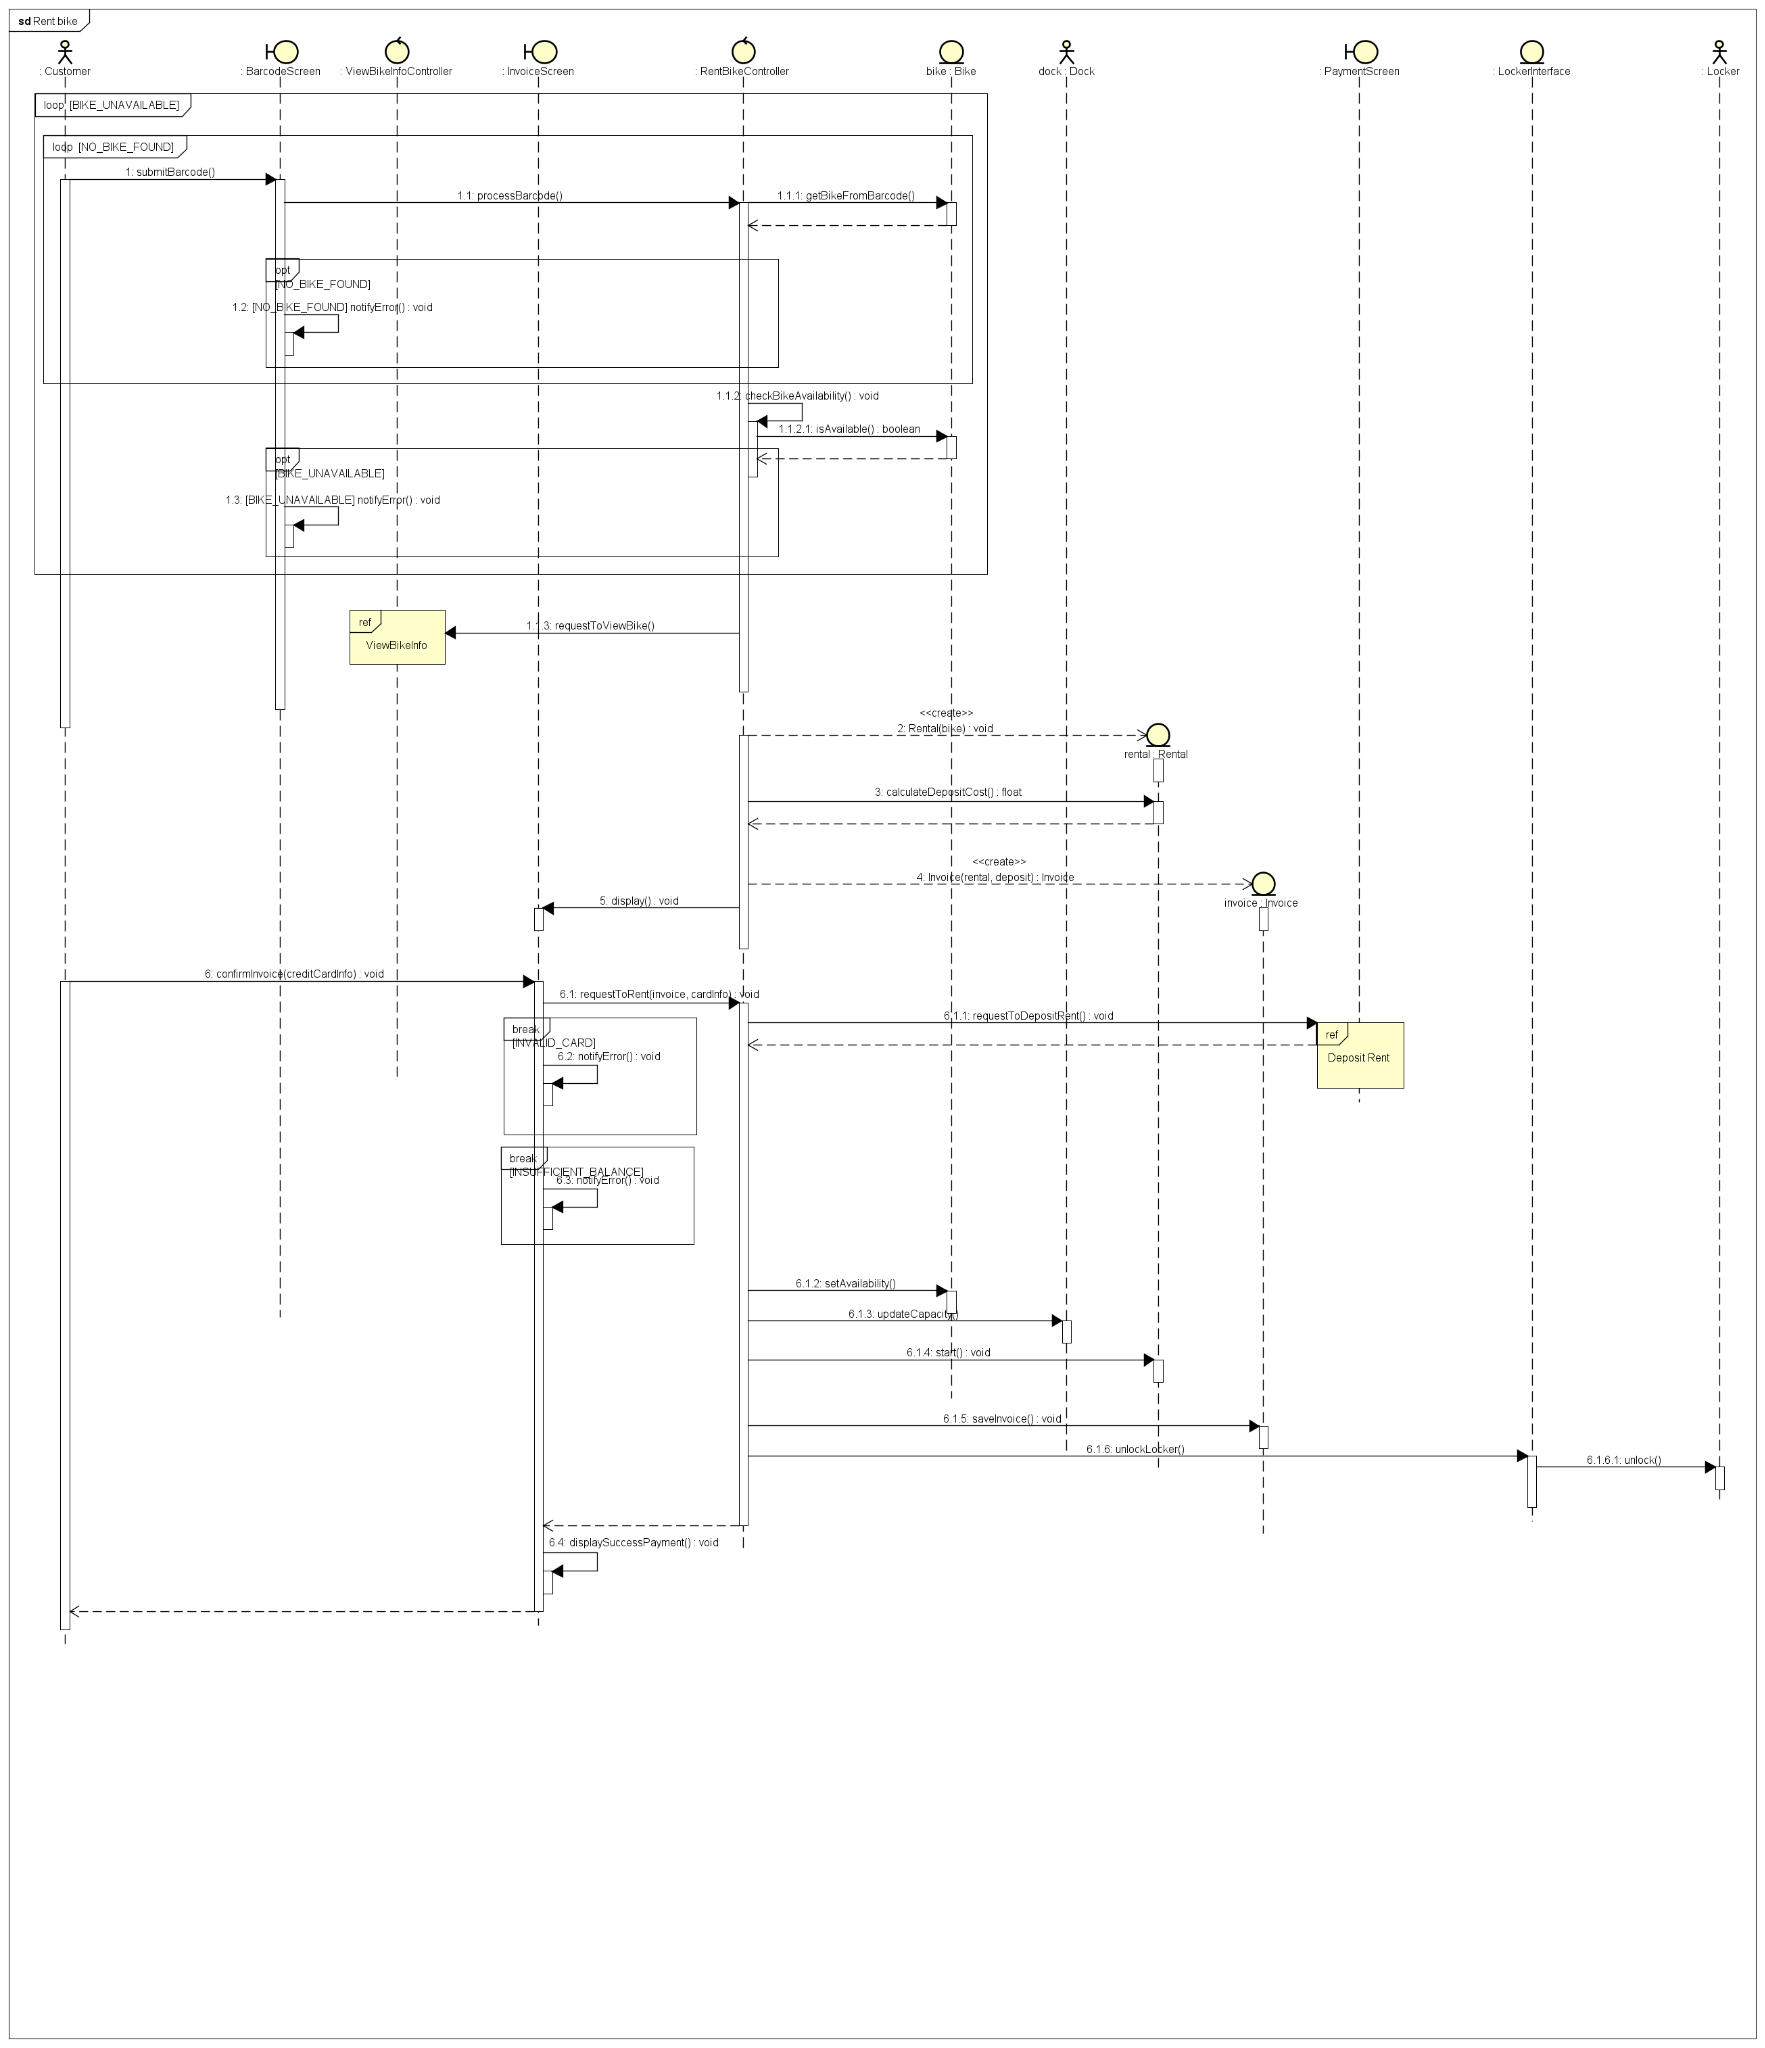 sd Rent bike
: Customer
: BarcodeScreen
: ViewBikeInfoController
: InvoiceScreen
: RentBikeController
bike : Bike
dock : Dock
: PaymentScreen
: LockerInterface
: Locker
loop [BIKE_UNAVAILABLE]
loop [NO_BIKE_FOUND]
1: submitBarcode()
1.1: processBarcode()
1.1.1: getBikeFromBarcode()
opt
[NO_BIKE_FOUND]
1.2: [NO_BIKE_FOUND] notifyError() : void
1.1.2: checkBikeAvailability() : void
1.1.2.1: isAvailable() : boolean
opt
[BIKE_UNAVAILABLE]
1.3: [BIKE_UNAVAILABLE] notifyError() : void
ref
1.1.3: requestToViewBike()
ViewBikeInfo
<<create>>
2: Rental(bike) : void
rental : Rental
3: calculateDepositCost() : float
<<create>>
4: Invoice(rental, deposit) : Invoice
5: display() : void
invoice : Invoice
6: confirmInvoice(creditCardInfo) : void
6.1: requestToRent(invoice, cardInfo) : void
6.1.1: requestToDepositRent() : void
break
[INVALID_CARD]
ref
6.2: notifyError() : void
Deposit Rent
break
[INSUFFICIENT_BALANCE]
6.3: notifyError() : void
6.1.2: setAvailability()
6.1.3: updateCapacity()
6.1.4: start() : void
6.1.5: saveInvoice() : void
6.1.6: unlockLocker()
6.1.6.1: unlock()
6.4: displaySuccessPayment() : void